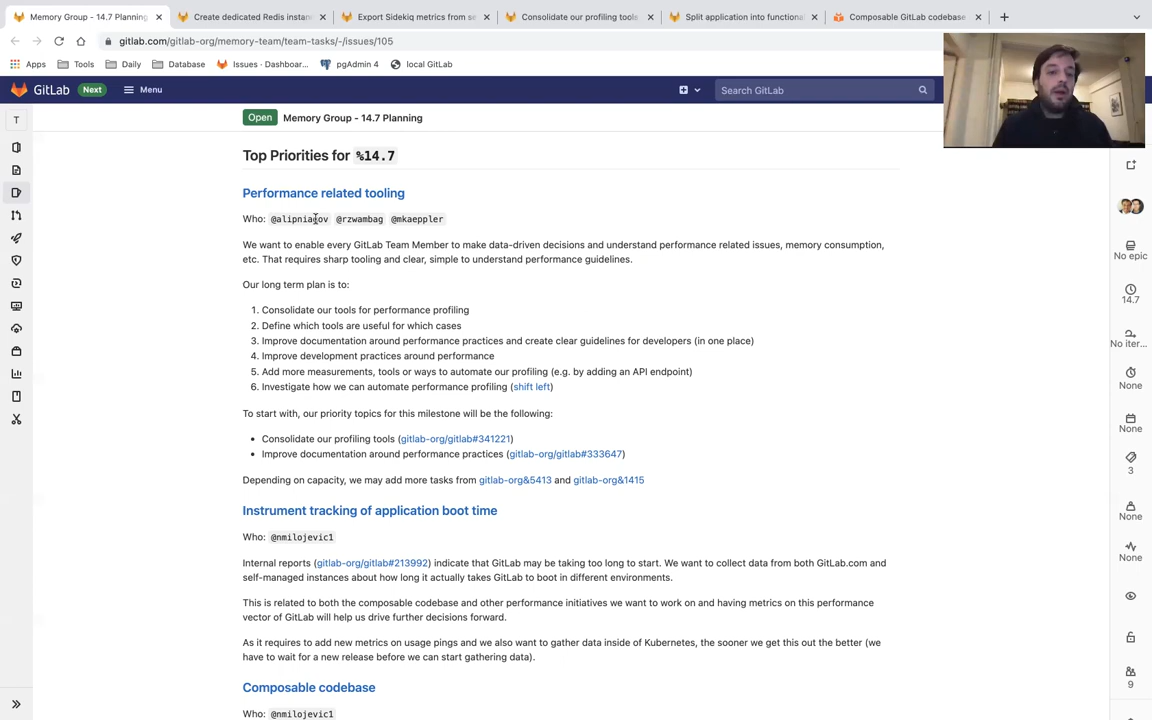 Memory Group - 14.7 Planning
Create dedicated Redis instan
Export Sidekiq metrics from se
Consolidate our profiling tools
Split application into functiona
Composable GitLab codebase
gitlab.com/gitlab-org/memory-team/team-tasks/-/issues/105
Apps
Tools
Daily
Database
Issues · Dashboar...
pgAdmin 4
local GitLab
GitLab
Next
Menu
Search GitLab
T
Open
Memory Group - 14.7 Planning
Top Priorities for %14.7
Performance related tooling
Who: @alipniagov @rzwambag @mkaeppler
We want to enable every GitLab Team Member to make data-driven decisions and understand performance related issues, memory consumption,
etc. That requires sharp tooling and clear, simple to understand performance guidelines.
Our long term plan is to:
1. Consolidate our tools for performance profiling
2. Define which tools are useful for which cases
3. Improve documentation around performance practices and create clear guidelines for developers (in one place)
4. Improve development practices around performance
5. Add more measurements, tools or ways to automate our profiling (e.g. by adding an API endpoint)
6. Investigate how we can automate performance profiling (shift left)
To start with, our priority topics for this milestone will be the following:
• Consolidate our profiling tools (gitlab-org/gitlab#341221)
• Improve documentation around performance practices (gitlab-org/gitlab#333647)
Depending on capacity, we may add more tasks from gitlab-org&5413 and gitlab-org&1415
Instrument tracking of application boot time
Who: @nmilojevic1
Internal reports (gitlab-org/gitlab#213992) indicate that GitLab may be taking too long to start. We want to collect data from both GitLab.com and
self-managed instances about how long it actually takes GitLab to boot in different environments.
This is related to both the composable codebase and other performance initiatives we want to work on and having metrics on this performance
vector of GitLab will help us drive further decisions forward.
As it requires to add new metrics on usage pings and we also want to gather data inside of Kubernetes, the sooner we get this out the better (we
have to wait for a new release before we can start gathering data).
Composable codebase
Who: @nmilojevic1
No epic
14.7
No iter...
None
None
3
None
None
9